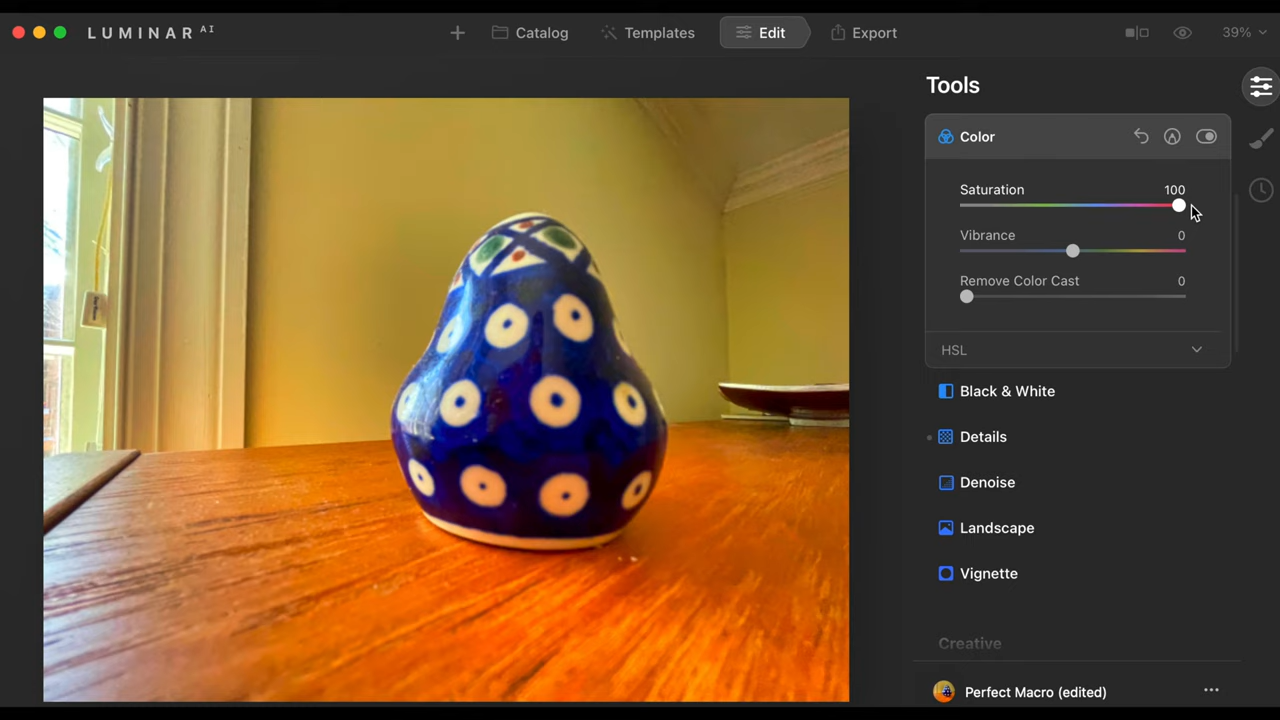 LUMINAR AI
Catalog
Templates
Edit
Export
39%
Tools
Color
Saturation 100
Vibrance 0
Remove Color Cast 0
HSL
Black & White
Details
Denoise
Landscape
Vignette
Creative
Perfect Macro (edited)